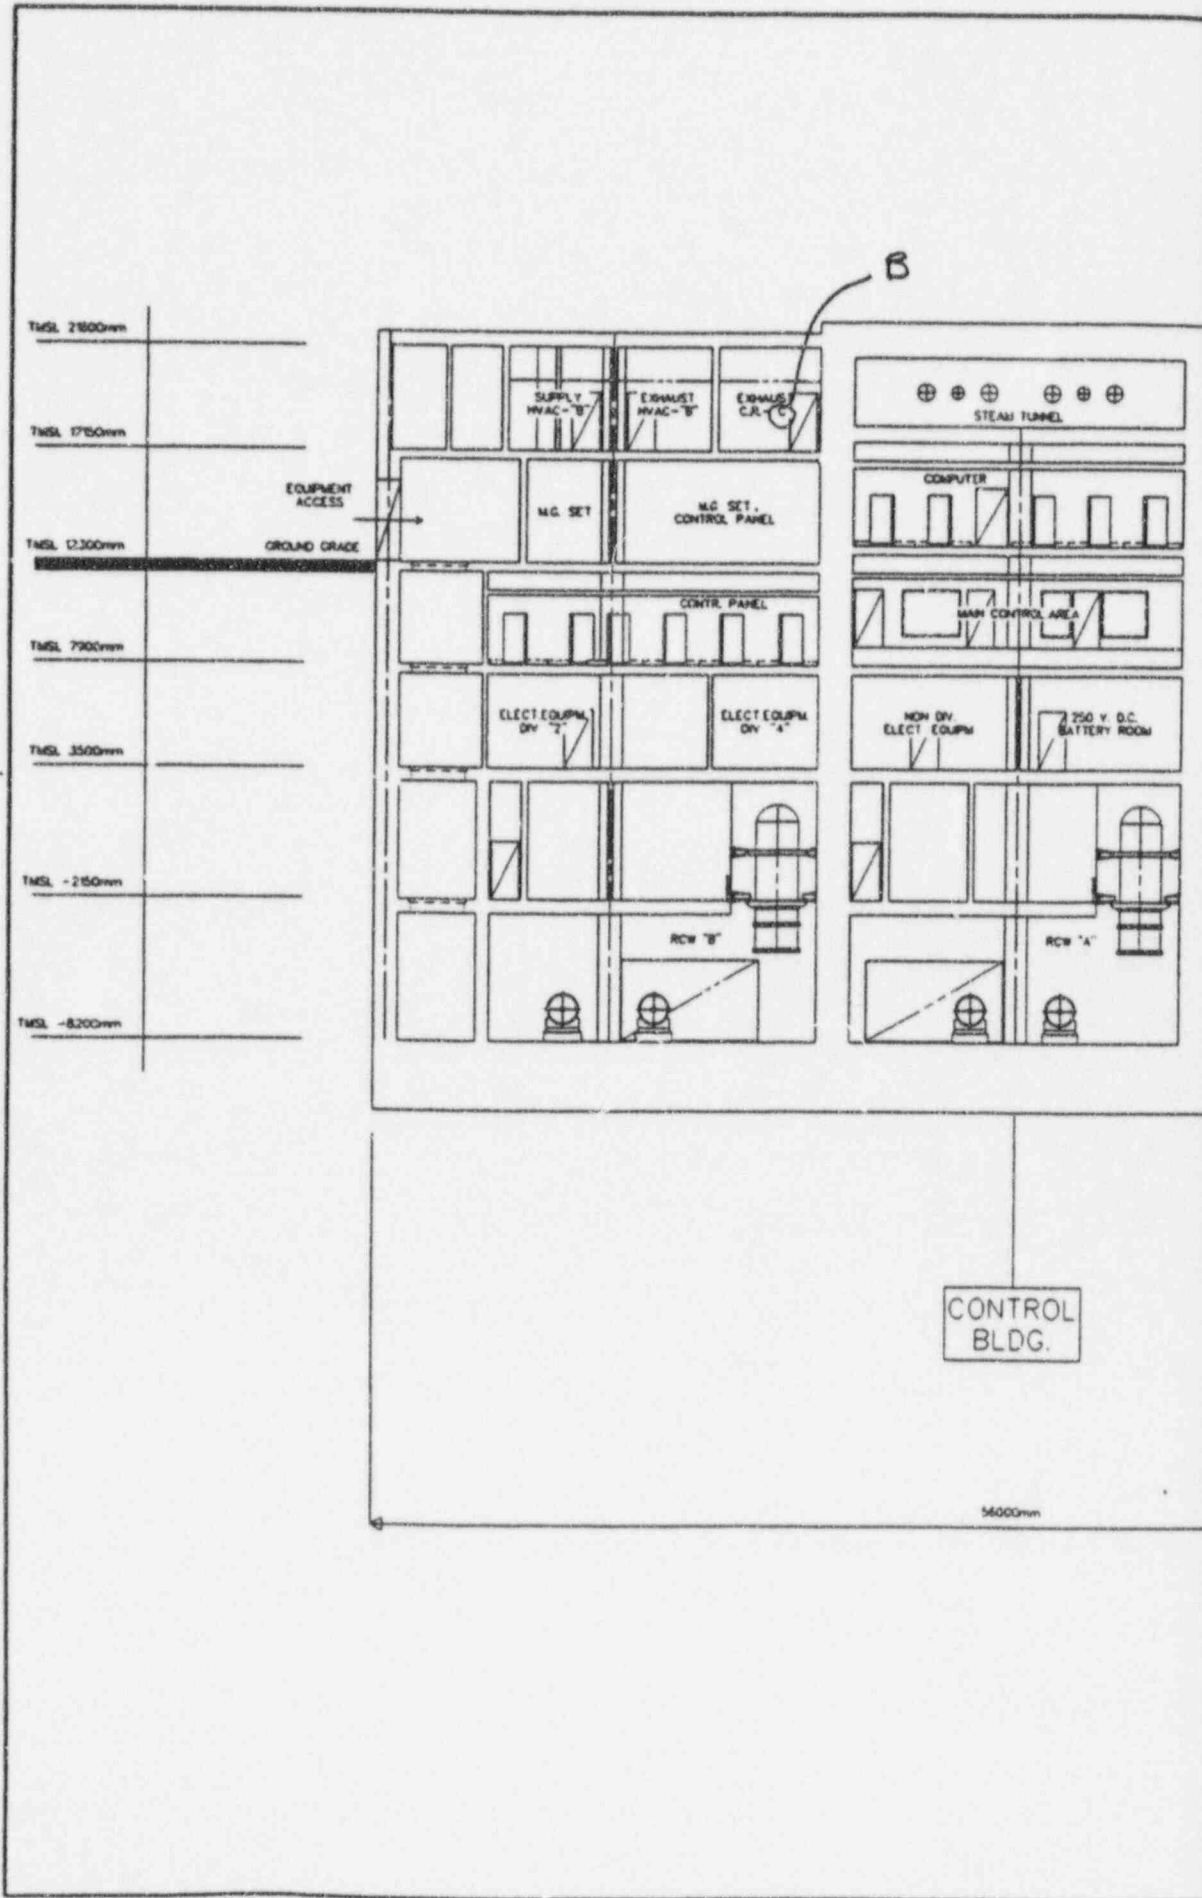 B
TMSL 21800mm
SUPPLY
HVAC-"B"
EXHAUST
HVAC-"B"
EXHAUST
C.R.-"C"
STEAM TUNNEL
TMSL 17150mm
EQUIPMENT
ACCESS
M.G. SET
M.G. SET,
CONTROL PANEL
COMPUTER
TMSL 12300mm
GROUND GRADE
CONTR. PANEL
MAIN CONTROL AREA
TMSL 7900mm
ELECT.EQUIPM.
DIV "2"
ELECT.EQUIPM.
DIV "4"
NON DIV.
ELECT EQUIPM
250 V. D.C.
BATTERY ROOM
TMSL 3500mm
TMSL -2150mm
RCW "B"
RCW "A"
TMSL -8200mm
CONTROL
BLDG.
56000mm